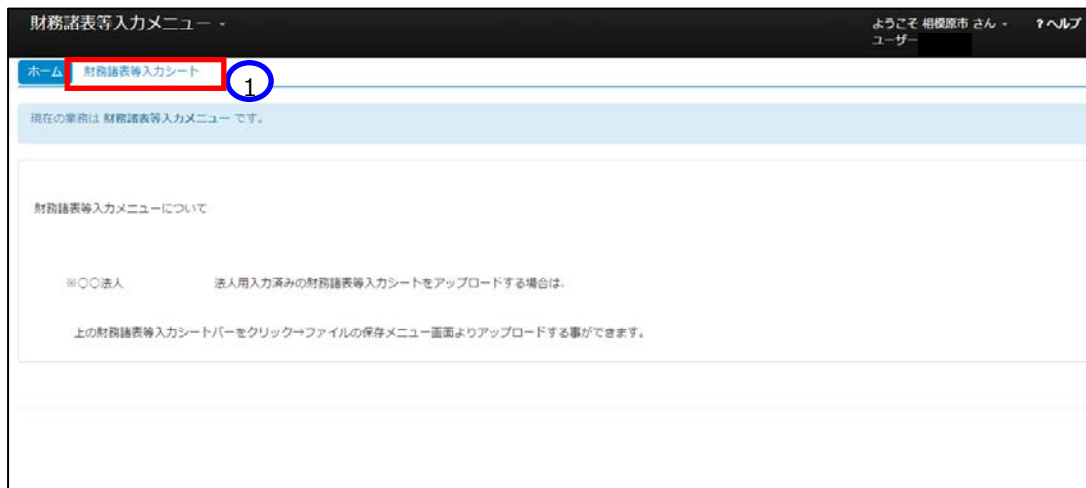 財務諸表等入力メニュー
ようこそ 相模原市 さん
?ヘルプ
ユーザー
ホーム 財務諸表等入力シート
1
現在の業務は 財務諸表等入力メニュー です。
財務諸表等入力メニューについて
※〇〇法人 法人用入力済みの財務諸表等入力シートをアップロードする場合は、
上の財務諸表等入力シートバーをクリック→ファイルの保存メニュー画面よりアップロードする事ができます。